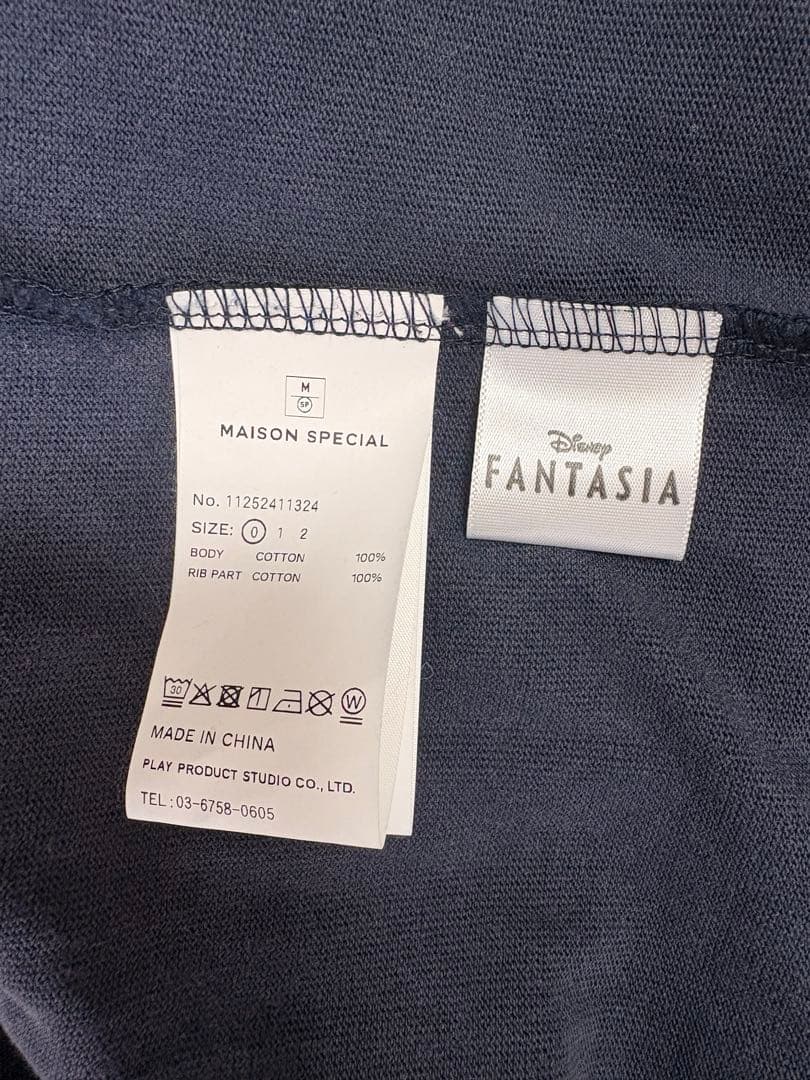 M
SP
MAISON SPECIAL
No. 11252411324
SIZE: 0 1 2
BODY COTTON 100%
RIB PART COTTON 100%
30 W
MADE IN CHINA
PLAY PRODUCT STUDIO CO., LTD.
TEL:03-6758-0605
Disney
FANTASIA